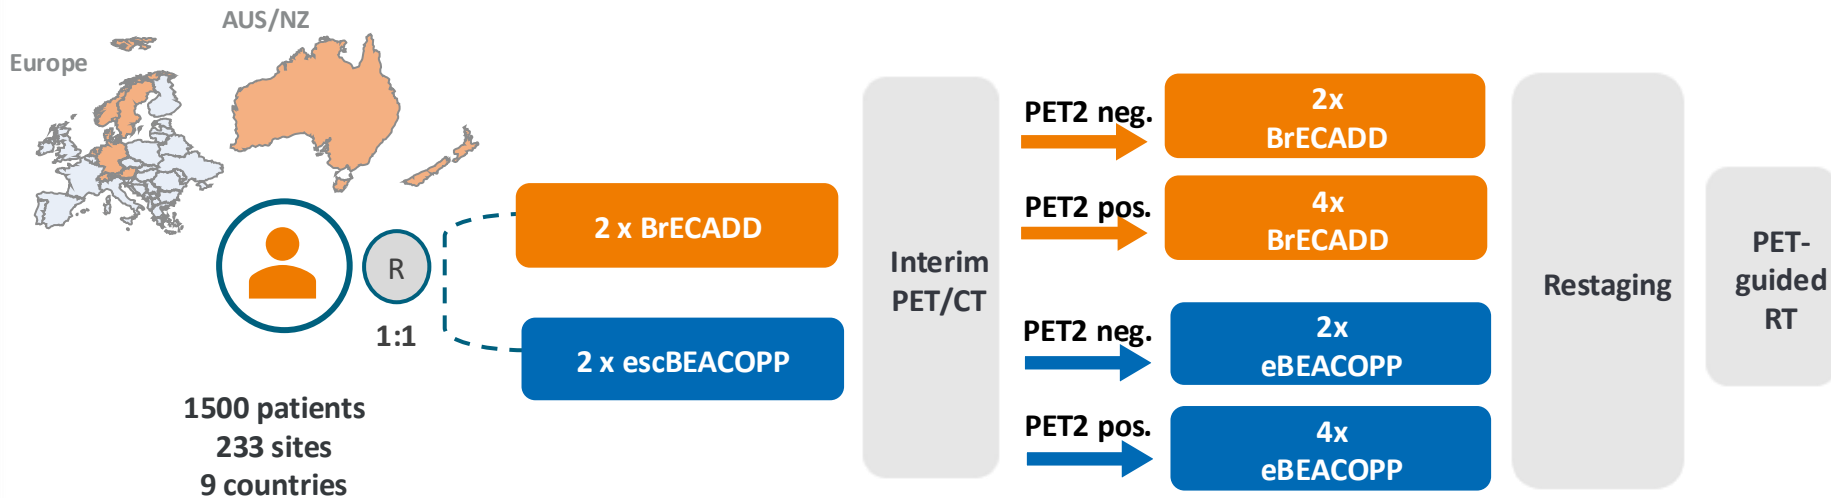 AUS/NZ
Europe
R
1:1
1500 patients
233 sites
9 countries
2 x BrECADD
2 x escBEACOPP
Interim
PET/CT
PET2 neg.
2x
BrECADD
PET2 pos.
4x
BrECADD
PET2 neg.
2x
eBEACOPP
PET2 pos.
4x
eBEACOPP
Restaging
PET-
guided
RT